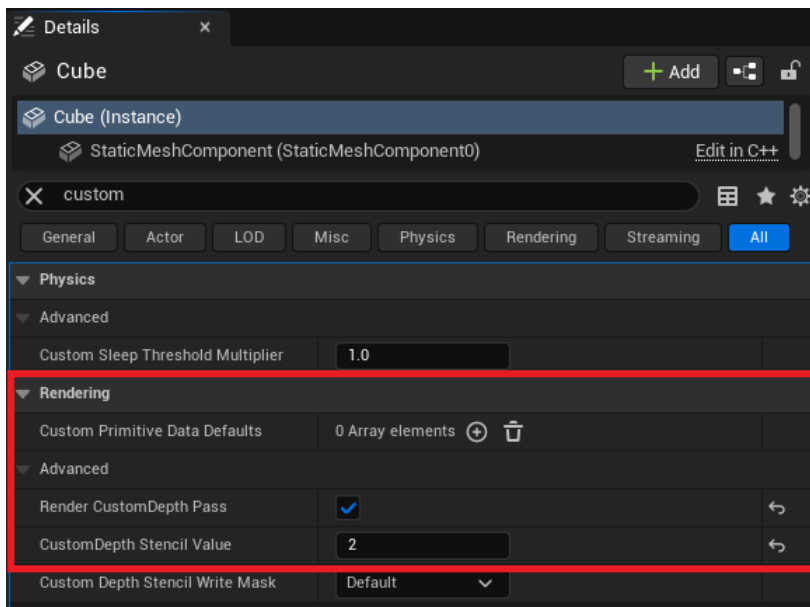 Details
Cube
Add
Cube (Instance)
StaticMeshComponent (StaticMeshComponent0) Edit in C++
custom
General Actor LOD Misc Physics Rendering Streaming All
Physics
Advanced
Custom Sleep Threshold Multiplier 1.0
Rendering
Custom Primitive Data Defaults 0 Array elements
Advanced
Render CustomDepth Pass
CustomDepth Stencil Value 2
Custom Depth Stencil Write Mask Default